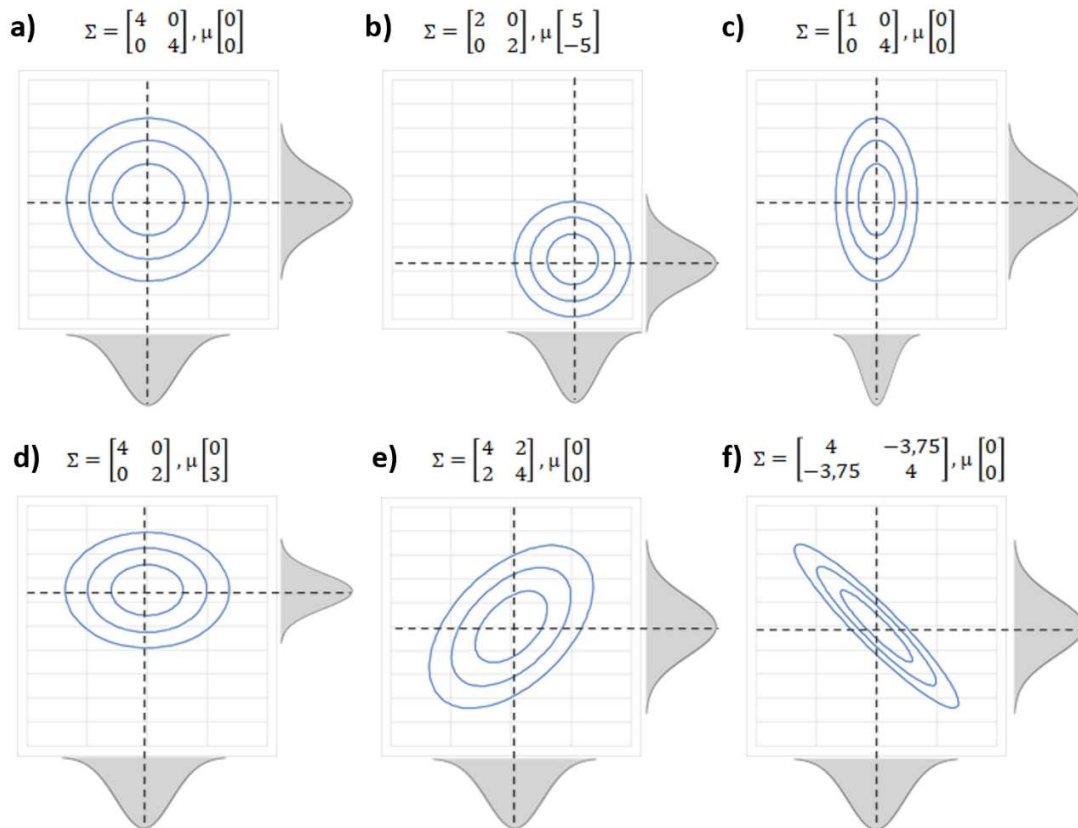 a) Σ = [4 0 0 4], μ [0 0]
b) Σ = [2 0 0 2], μ [5 −5]
c) Σ = [1 0 0 4], μ [0 0]
d) Σ = [4 0 0 2], μ [0 3]
e) Σ = [4 2 2 4], μ [0 0]
f) Σ = [4 −3,75 −3,75 4], μ [0 0]